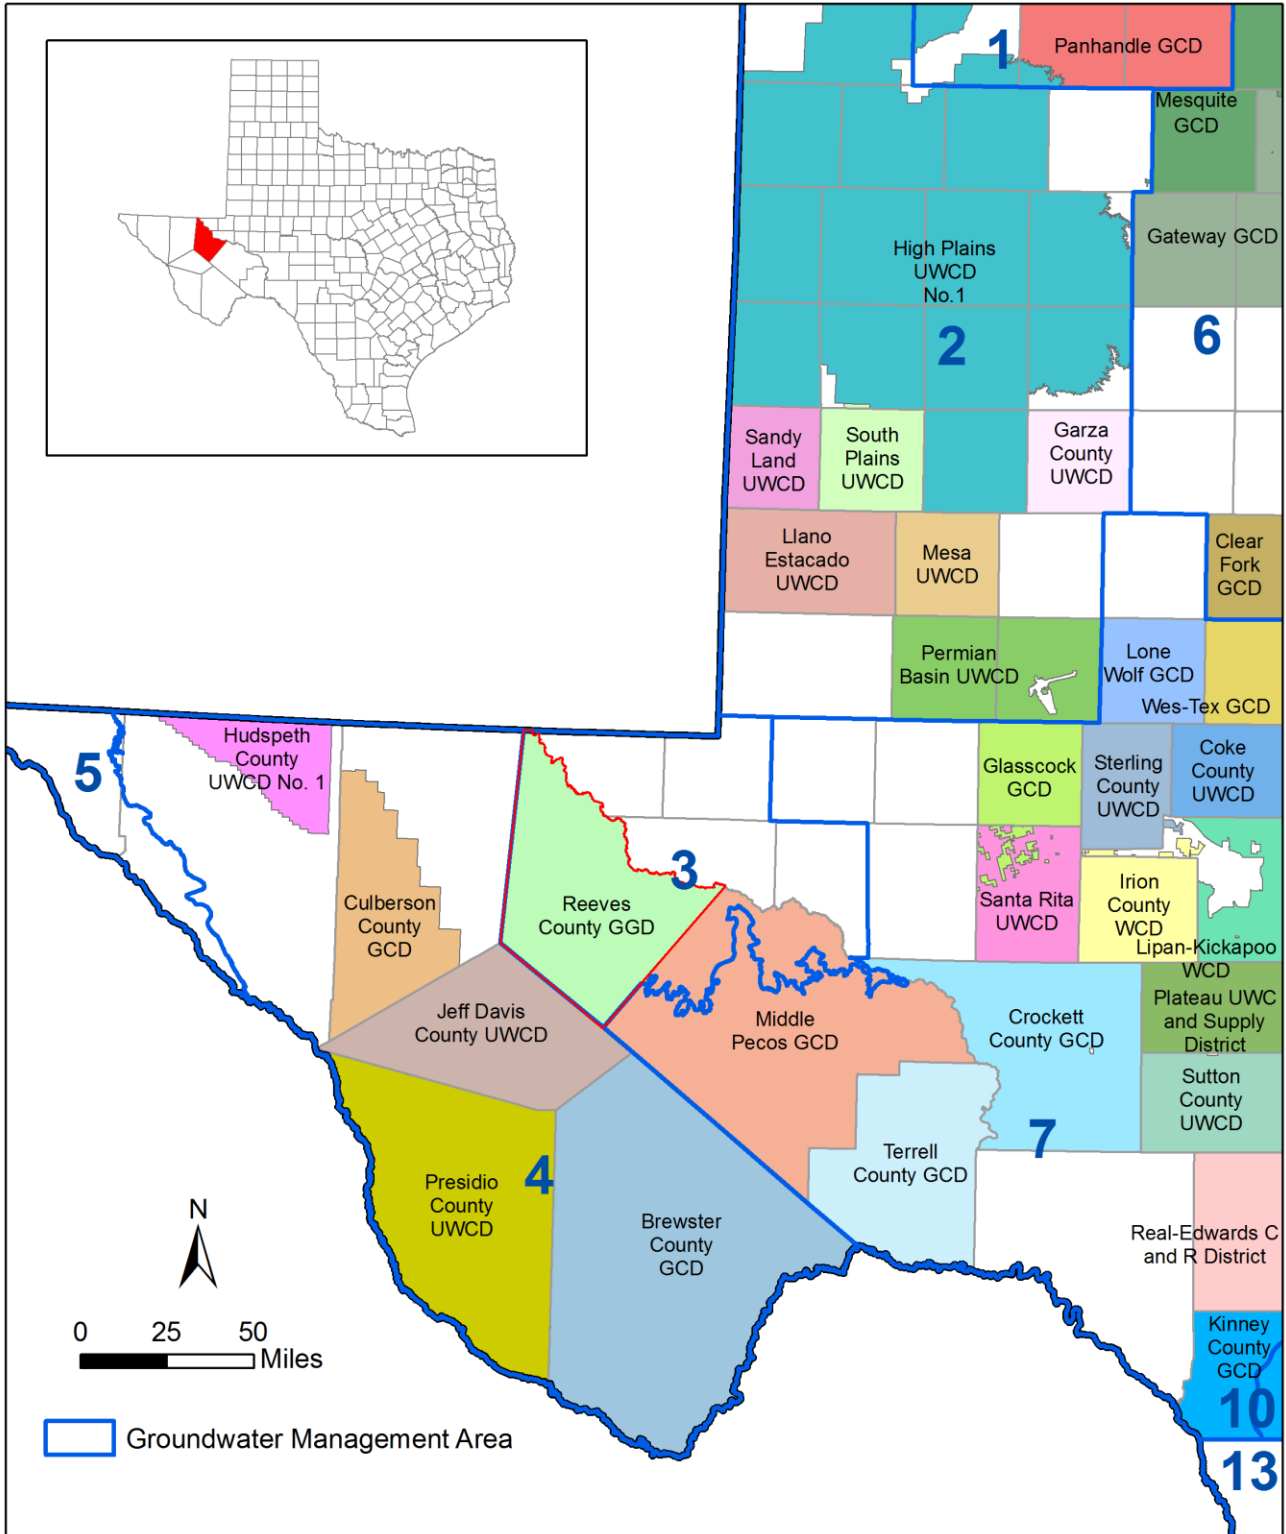 1
Panhandle GCD
Mesquite
GCD
Gateway GCD
High Plains
UWCD
No.1
2
6
Sandy
Land
UWCD
South
Plains
UWCD
Garza
County
UWCD
Llano
Estacado
UWCD
Mesa
UWCD
Clear
Fork
GCD
Permian
Basin UWCD
Lone
Wolf GCD
Wes-Tex GCD
Hudspeth
County
UWCD No. 1
5
Glasscock
GCD
Sterling
County
UWCD
Coke
County
UWCD
3
Culberson
County
GCD
Reeves
County GGD
Santa Rita
UWCD
Irion
County
WCD
Lipan-Kickapoo
WCD
Jeff Davis
County UWCD
Middle
Pecos GCD
Crockett
County GCD
Plateau UWC
and Supply
District
Sutton
County
UWCD
7
Terrell
County GCD
4
Presidio
County
UWCD
Brewster
County
GCD
Real-Edwards C
and R District
Kinney
County
GCD
10
13
N
0 25 50
Miles
Groundwater Management Area